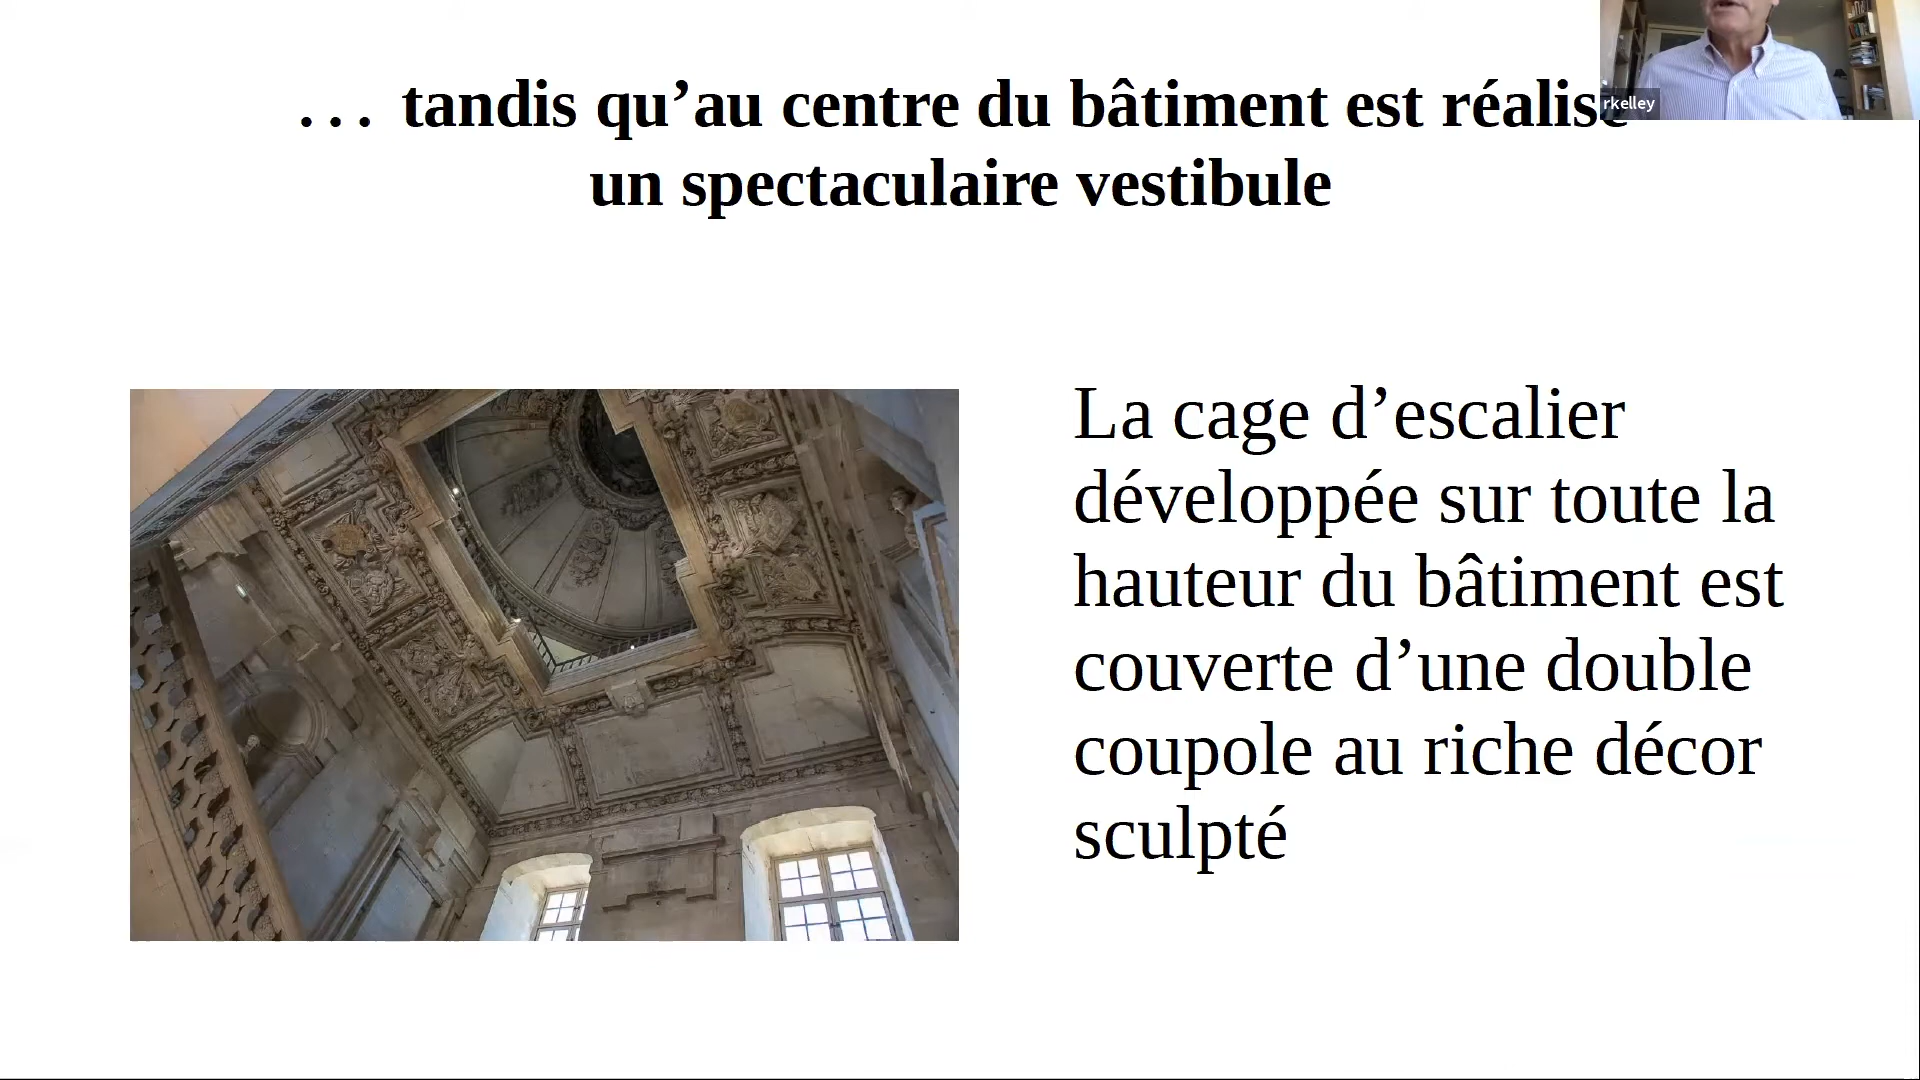 ... tandis qu’au centre du bâtiment est
un spectaculaire vestibule
rkelley
La cage d’escalier
développée sur toute la
hauteur du bâtiment est
couverte d’une double
coupole au riche décor
sculpté